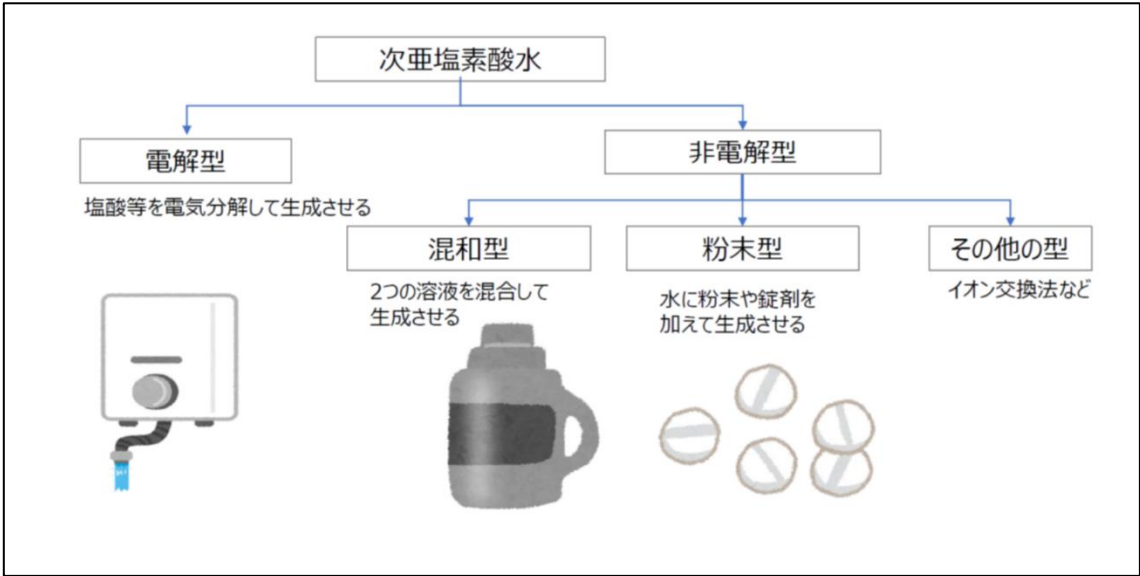 次亜塩素酸水
電解型
非電解型
塩酸等を電気分解して生成させる
混和型
粉末型
その他の型
2つの溶液を混合して
生成させる
水に粉末や錠剤を
加えて生成させる
イオン交換法など